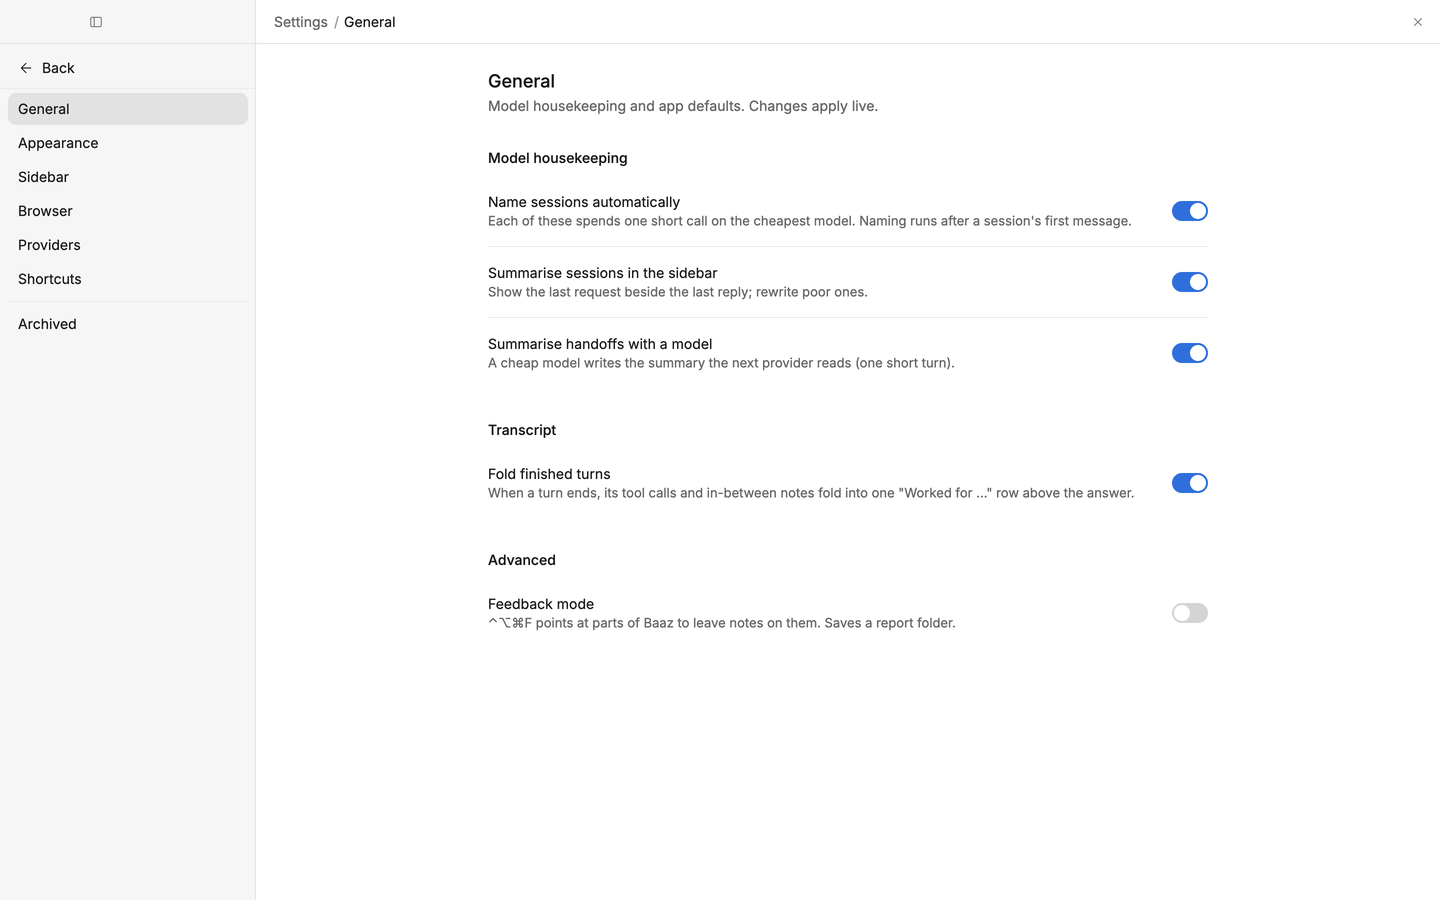 Settings / General
Back
General
Appearance
Sidebar
Browser
Providers
Shortcuts
Archived
General
Model housekeeping and app defaults. Changes apply live.
Model housekeeping
Name sessions automatically
Each of these spends one short call on the cheapest model. Naming runs after a session's first message.
Summarise sessions in the sidebar
Show the last request beside the last reply; rewrite poor ones.
Summarise handoffs with a model
A cheap model writes the summary the next provider reads (one short turn).
Transcript
Fold finished turns
When a turn ends, its tool calls and in-between notes fold into one "Worked for ..." row above the answer.
Advanced
Feedback mode
^⌥⌘F points at parts of Baaz to leave notes on them. Saves a report folder.